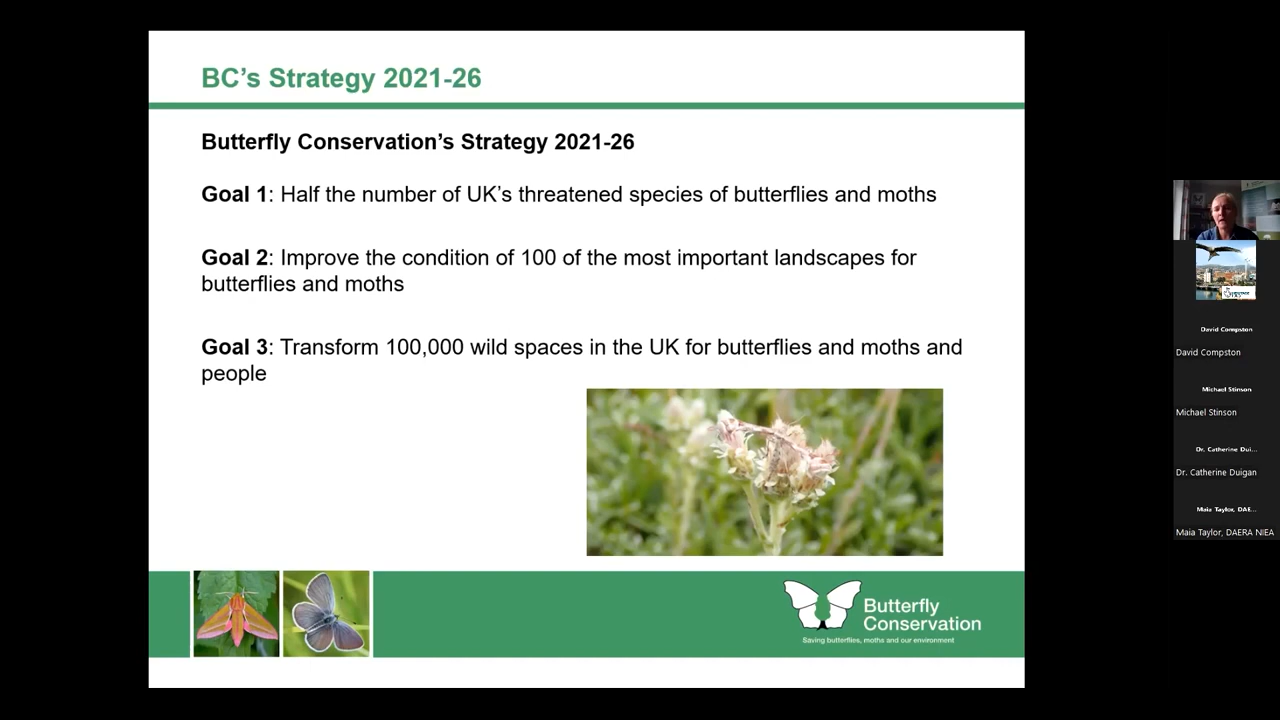 BC’s Strategy 2021-26
Butterfly Conservation’s Strategy 2021-26
Goal 1: Half the number of UK’s threatened species of butterflies and moths
Goal 2: Improve the condition of 100 of the most important landscapes for
butterflies and moths
Goal 3: Transform 100,000 wild spaces in the UK for butterflies and moths and
people
Butterfly
Conservation
Saving butterflies, moths and our environment
David Compston
David Compston
Michael Stinson
Michael Stinson
Dr. Catherine Dui...
Dr. Catherine Duigan
Maia Taylor, DAE...
Maia Taylor, DAERA NIEA